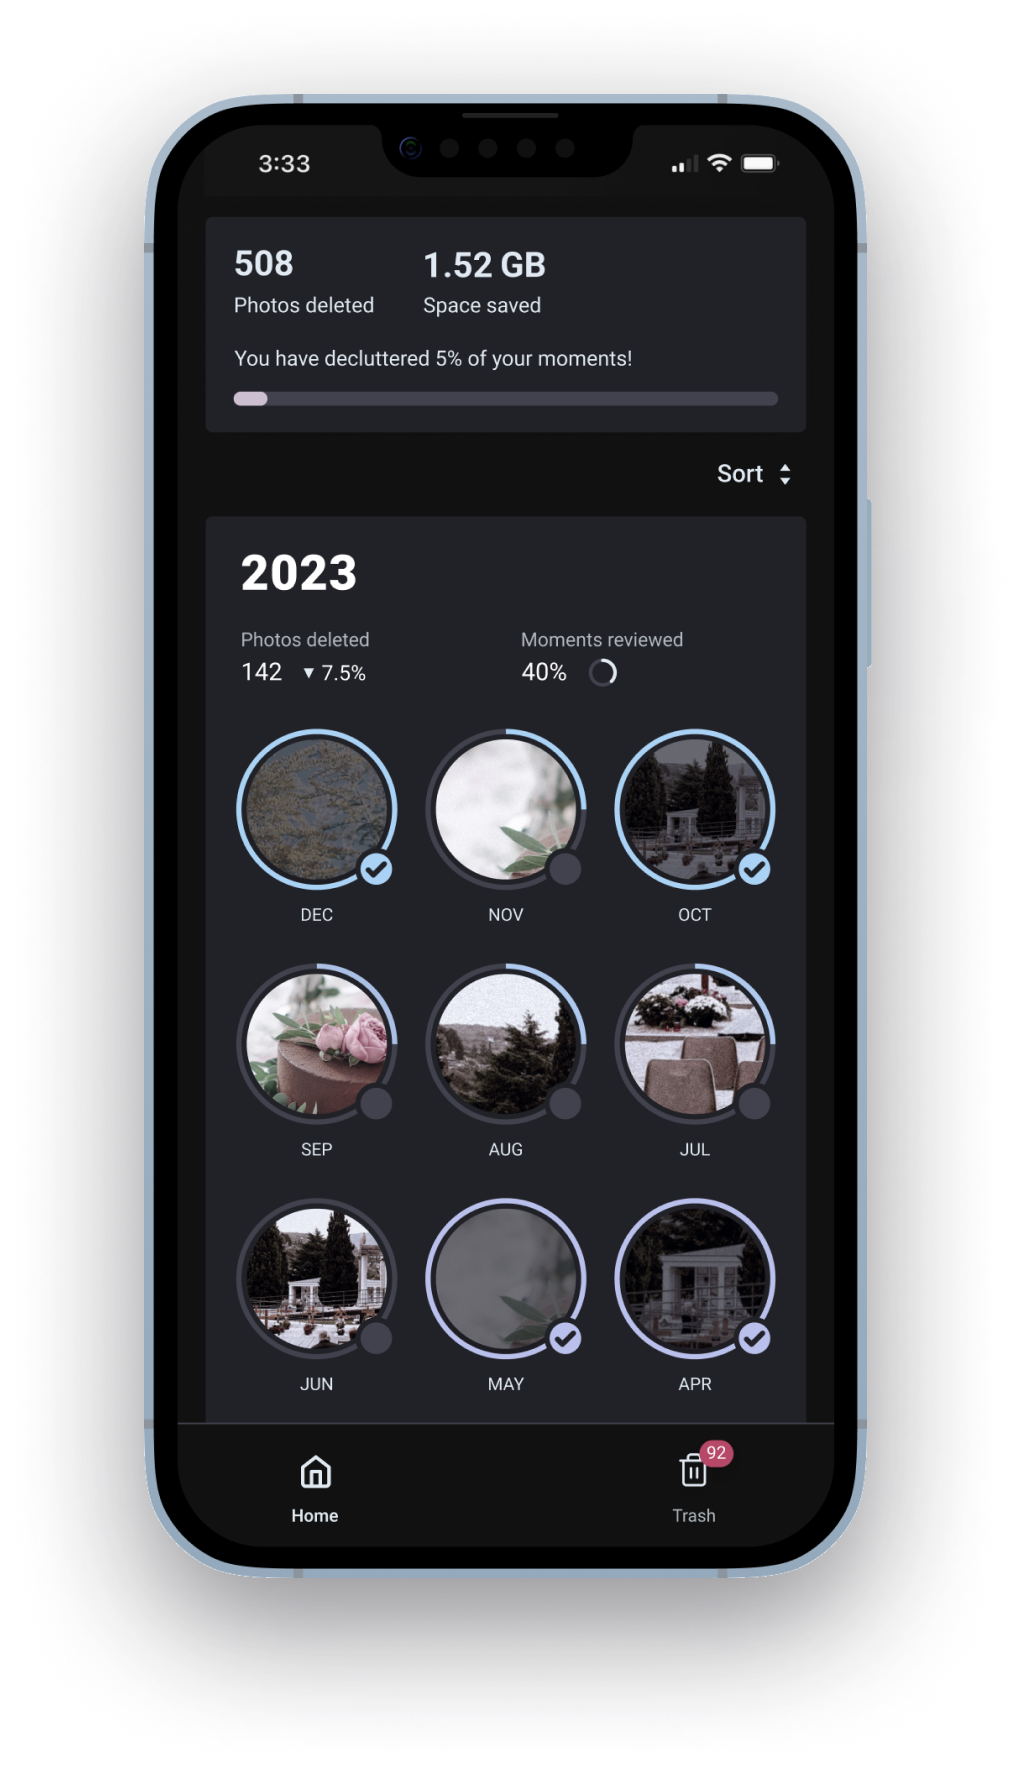 3:33
508
1.52 GB
Photos deleted
Space saved
You have decluttered 5% of your moments!
Sort
2023
Photos deleted
Moments reviewed
142 ▼ 7.5%
40%
DEC
NOV
OCT
SEP
AUG
JUL
JUN
MAY
APR
92
Home
Trash